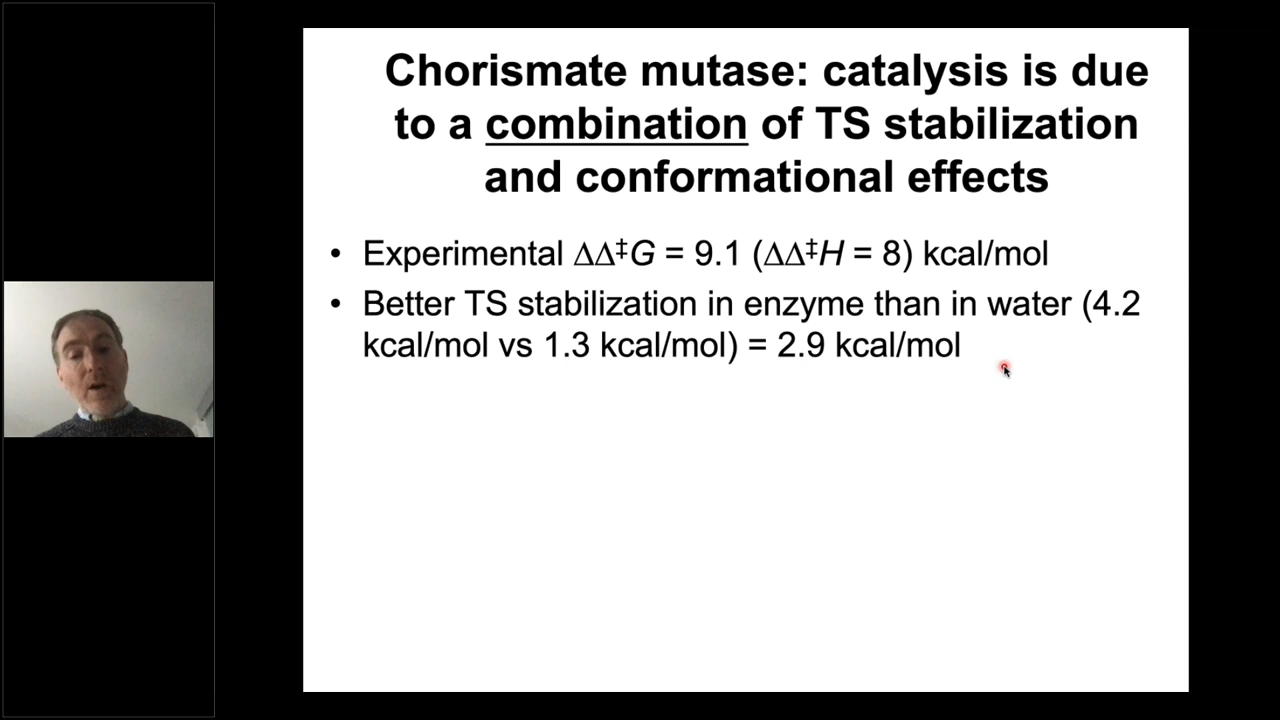 Chorismate mutase: catalysis is due
to a combination of TS stabilization
and conformational effects
• Experimental ΔΔ‡G = 9.1 (ΔΔ‡H = 8) kcal/mol
• Better TS stabilization in enzyme than in water (4.2
kcal/mol vs 1.3 kcal/mol) = 2.9 kcal/mol